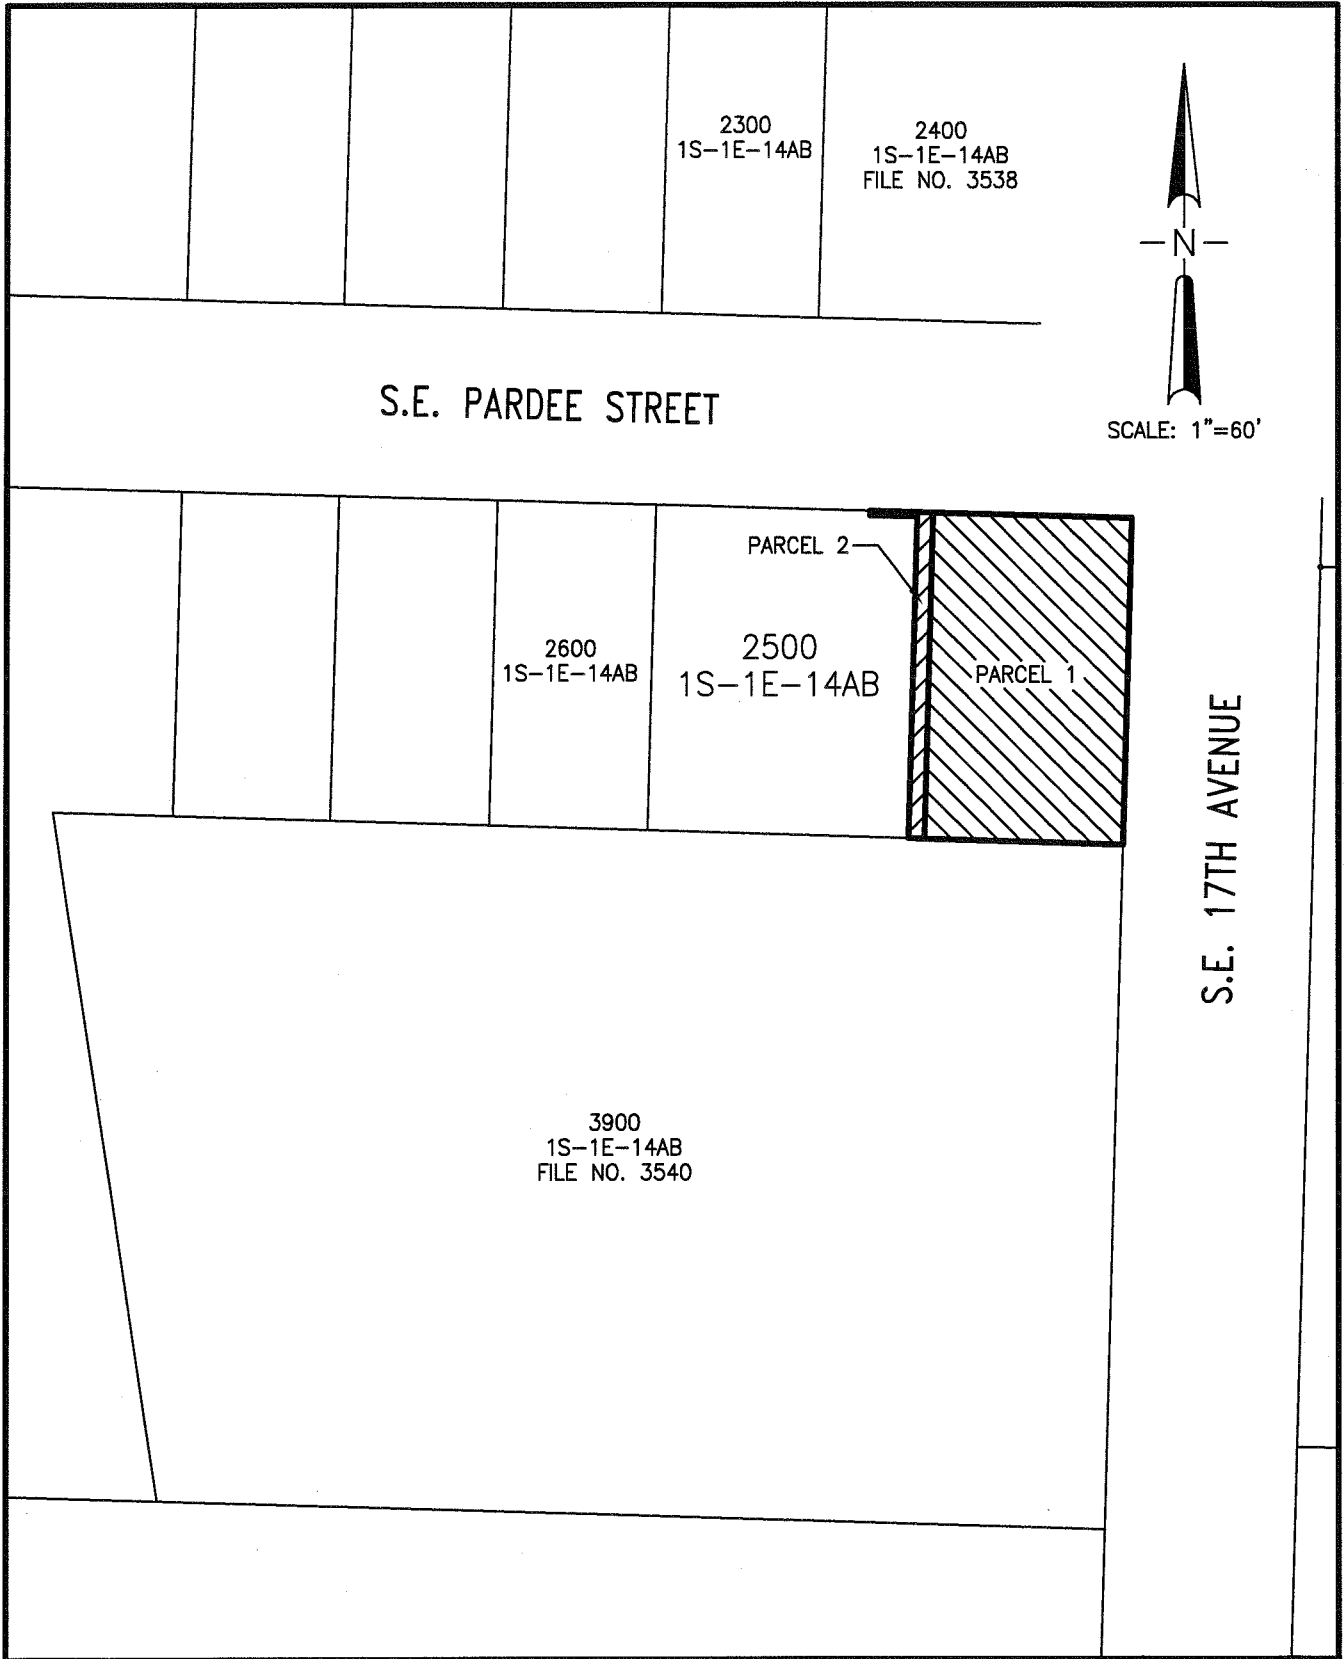 2300
1S-1E-14AB
2400
1S-1E-14AB
FILE NO. 3538
-N-
SCALE: 1"=60'
S.E. PARDEE STREET
PARCEL 2
2600
1S-1E-14AB
2500
1S-1E-14AB
PARCEL 1
S.E. 17TH AVENUE
3900
1S-1E-14AB
FILE NO. 3540